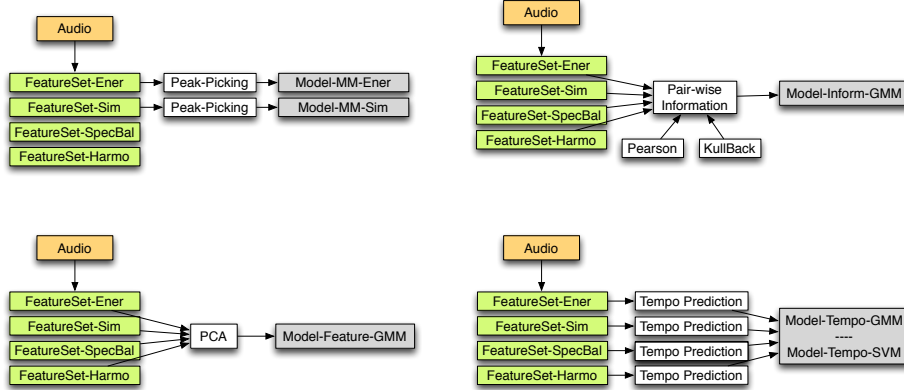 Audio
FeatureSet-Ener
Peak-Picking
Model-MM-Ener
FeatureSet-Sim
Peak-Picking
Model-MM-Sim
FeatureSet-SpecBal
FeatureSet-Harmo
Audio
FeatureSet-Ener
FeatureSet-Sim
FeatureSet-SpecBal
FeatureSet-Harmo
Pair-wise
Information
Pearson
KullBack
Model-Inform-GMM
Audio
FeatureSet-Ener
FeatureSet-Sim
FeatureSet-SpecBal
FeatureSet-Harmo
PCA
Model-Feature-GMM
Audio
FeatureSet-Ener
Tempo Prediction
FeatureSet-Sim
Tempo Prediction
FeatureSet-SpecBal
Tempo Prediction
FeatureSet-Harmo
Tempo Prediction
Model-Tempo-GMM
----
Model-Tempo-SVM